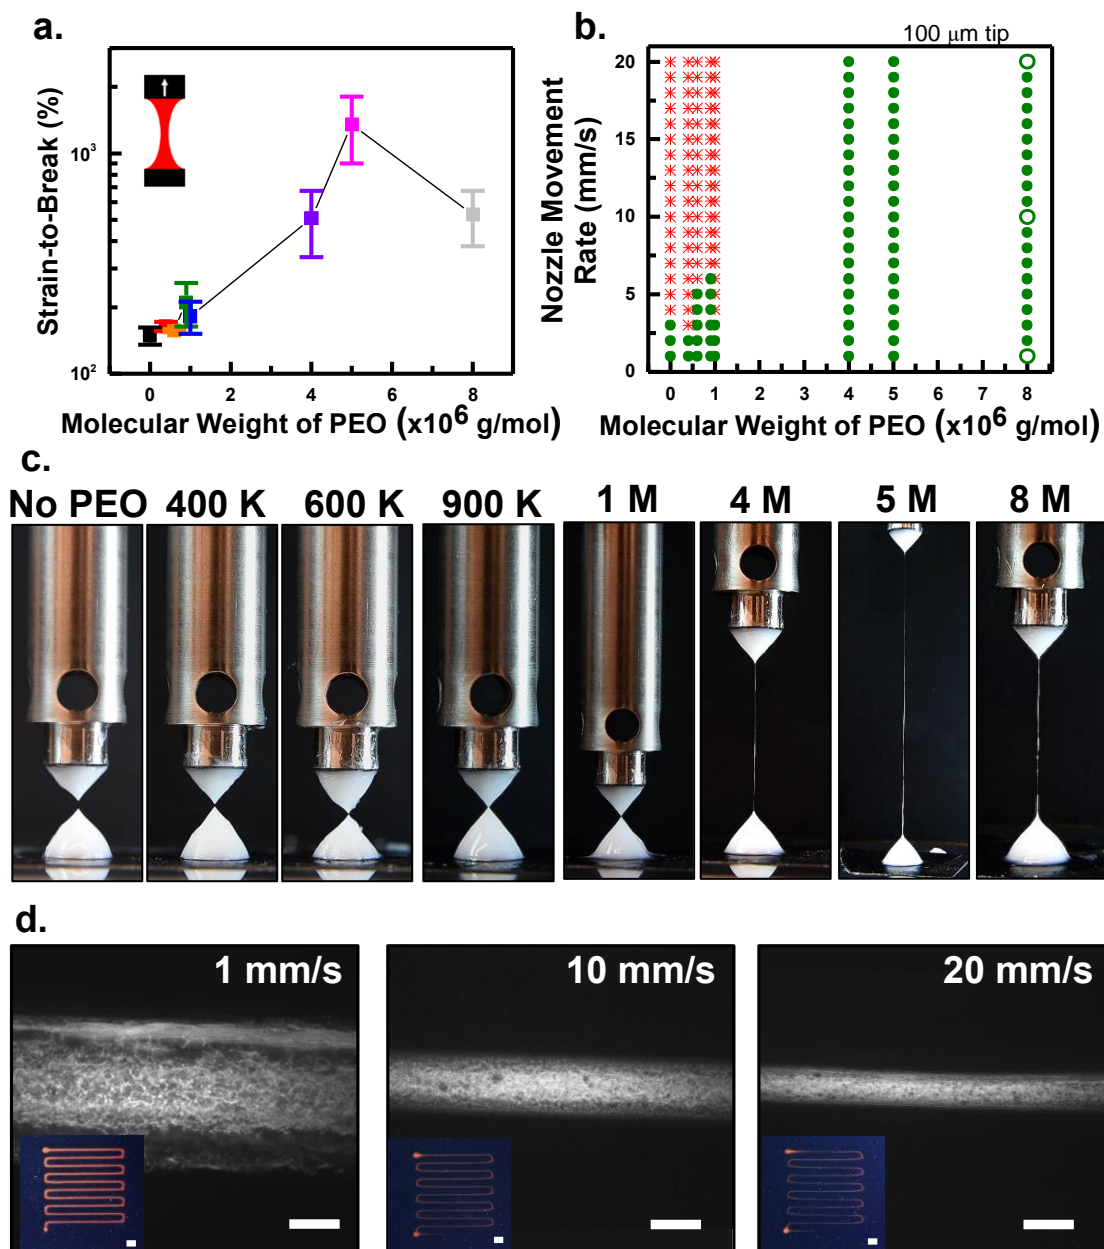 a.
Strain-to-Break (%)
10³
10²
0 2 4 6 8
Molecular Weight of PEO (x10⁶ g/mol)
b.
100 μm tip
Nozzle Movement
Rate (mm/s)
20
15
10
5
0
0 1 2 3 4 5 6 7 8
Molecular Weight of PEO (x10⁶ g/mol)
c.
No PEO 400 K 600 K 900 K 1 M 4 M 5 M 8 M
d.
1 mm/s 10 mm/s 20 mm/s